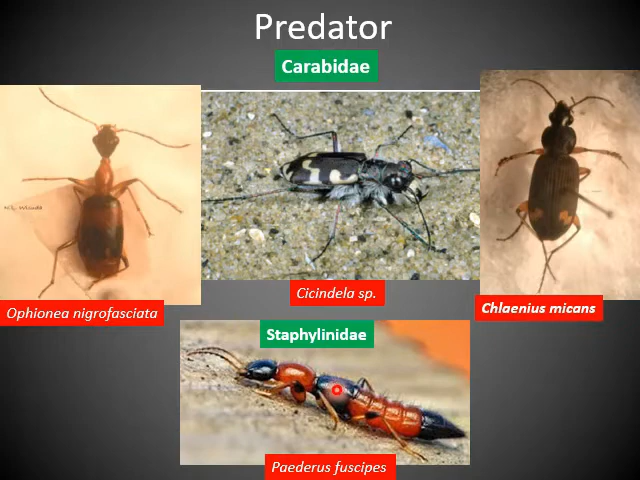 Predator
Carabidae
Ophionea nigrofasciata
Cicindela sp.
Chlaenius micans
Staphylinidae
Paederus fuscipes